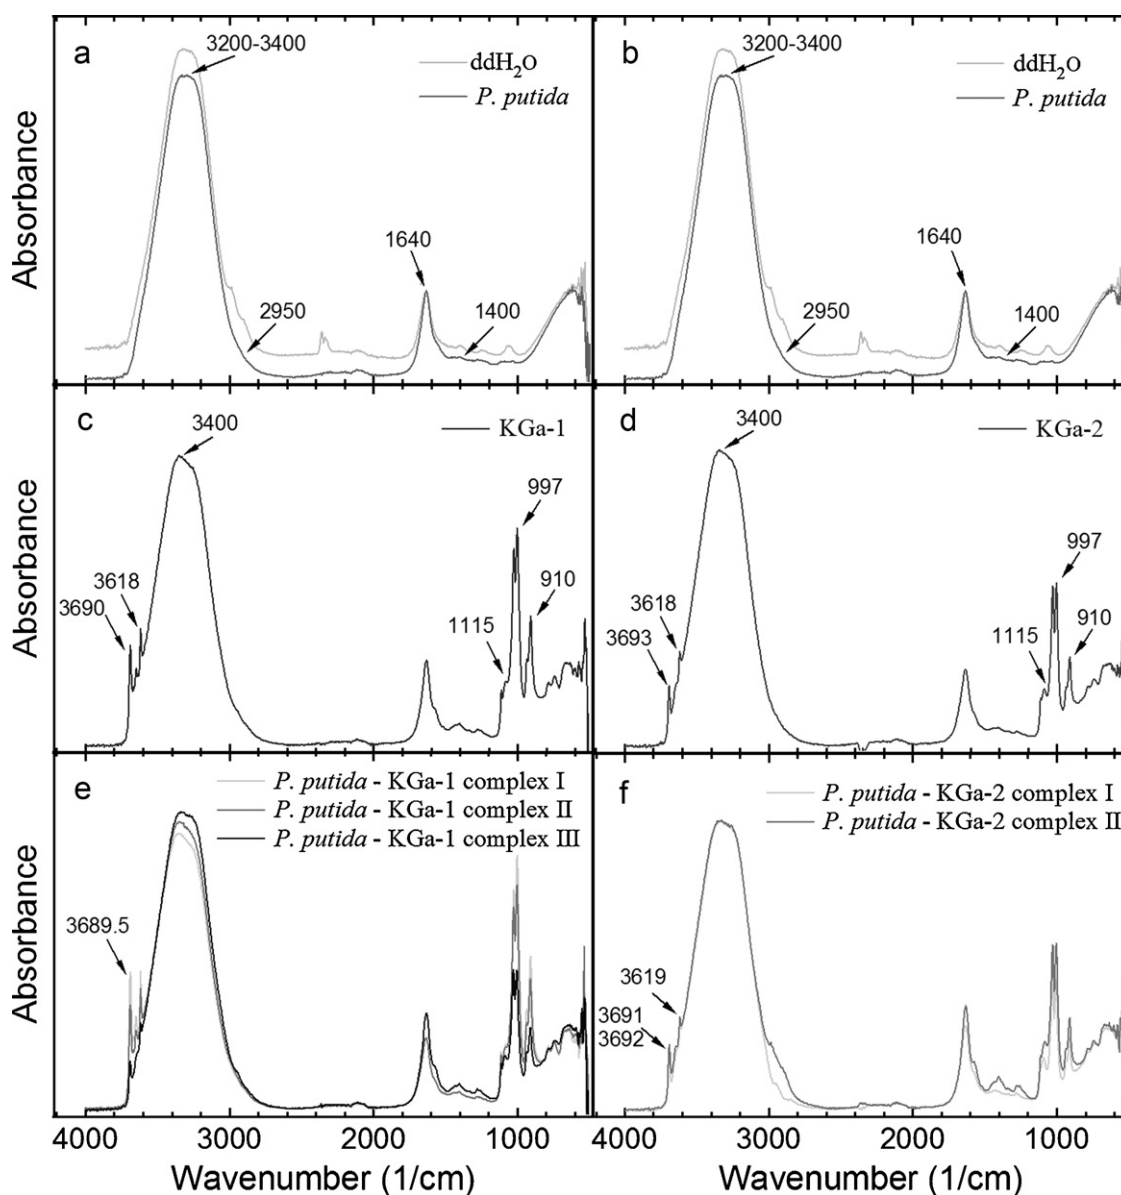 a
3200-3400
ddH₂O
P. putida
1640
2950
1400
Absorbance
b
3200-3400
ddH₂O
P. putida
1640
2950
1400
c
3400
KGa-1
997
3618
910
3690
1115
Absorbance
d
3400
KGa-2
997
3618
910
3693
1115
e
P. putida - KGa-1 complex I
P. putida - KGa-1 complex II
P. putida - KGa-1 complex III
3689.5
Absorbance
f
P. putida - KGa-2 complex I
P. putida - KGa-2 complex II
3619
3691
3692
4000 3000 2000 1000
4000 3000 2000 1000
Wavenumber (1/cm)
Wavenumber (1/cm)